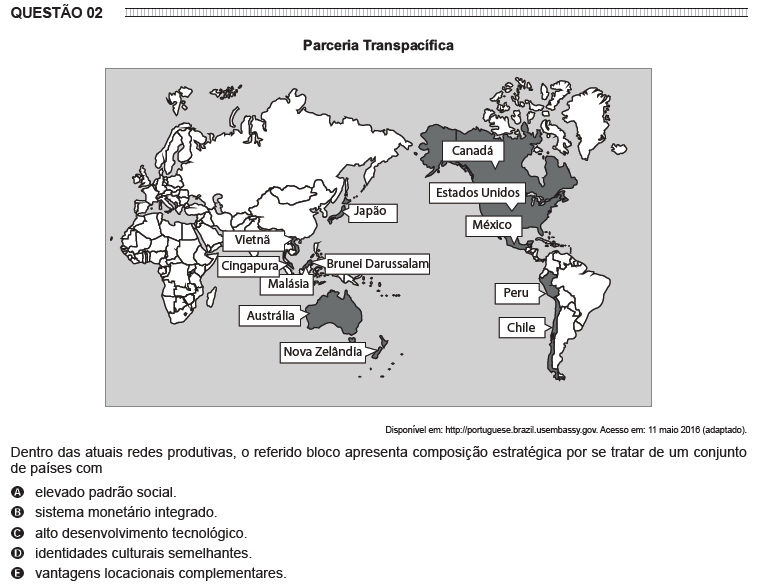 QUESTÃO 02
Parceria Transpacífica
Canadá
Estados Unidos
Japão
México
Vietnã
Cingapura
Brunei Darussalam
Malásia
Peru
Austrália
Chile
Nova Zelândia
Disponível em: http://portuguese.brazil.usembassy.gov. Acesso em: 11 maio 2016 (adaptado).
Dentro das atuais redes produtivas, o referido bloco apresenta composição estratégica por se tratar de um conjunto
de países com
A elevado padrão social.
B sistema monetário integrado.
C alto desenvolvimento tecnológico.
D identidades culturais semelhantes.
E vantagens locacionais complementares.